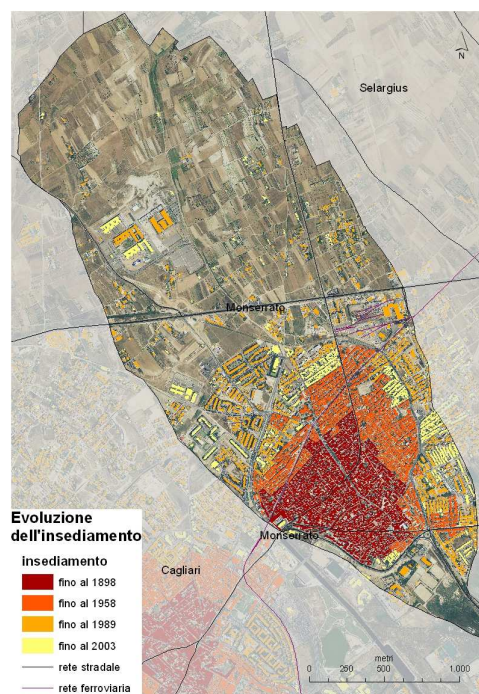 N
Selargius
Monserrato
Monserrato
Cagliari
Evoluzione
dell'insediamento
insediamento
fino al 1898
fino al 1958
fino al 1989
fino al 2003
rete stradale
rete ferroviaria
metri
0 250 500 1.000